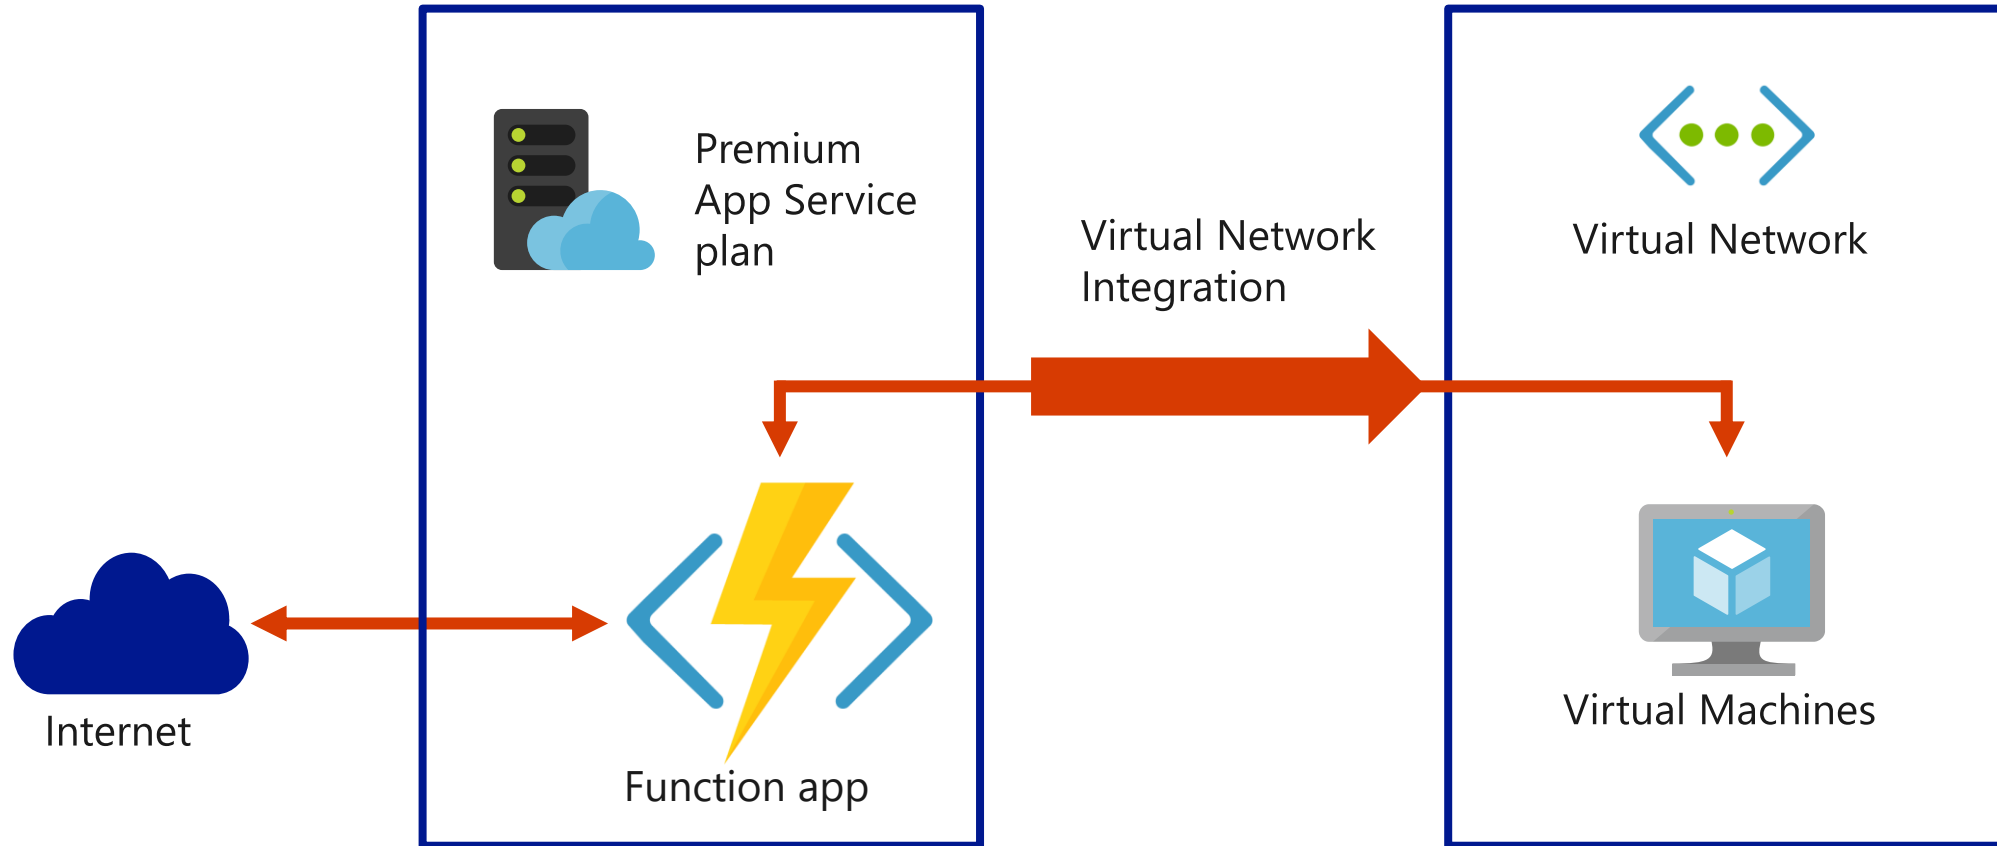 Premium
App Service
plan
Virtual Network
Integration
Virtual Network
Internet
Function app
Virtual Machines